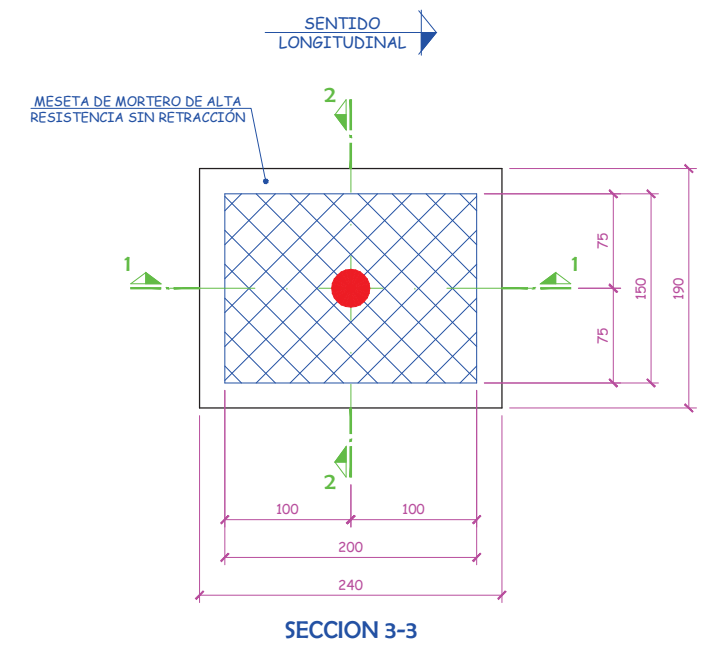 SENTIDO
LONGITUDINAL
MESETA DE MORTERO DE ALTA
RESISTENCIA SIN RETRACCIÓN
2
1
1
75
150
190
75
2
100
100
200
240
SECCION 3-3